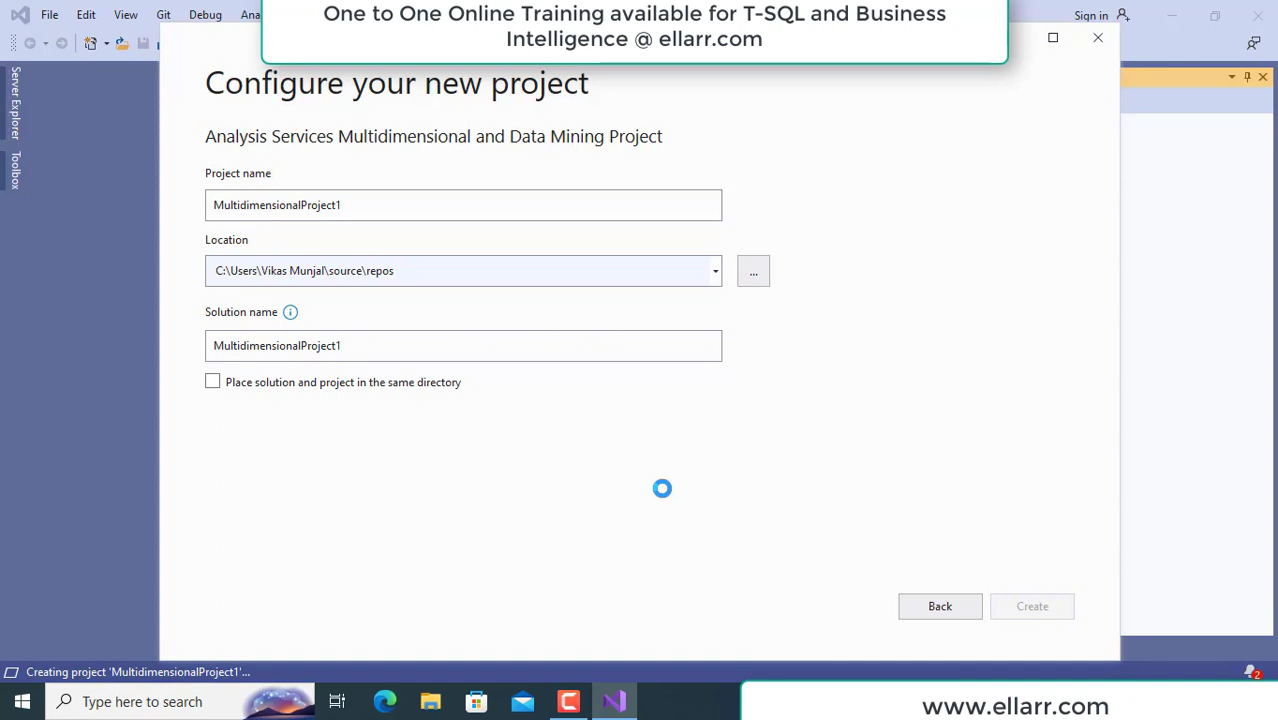 One to One Online Training available for T-SQL and Business
Intelligence @ ellarr.com
File Edit View Git Debug Ana
Sign in
Server Explorer
Toolbox
Configure your new project
Analysis Services Multidimensional and Data Mining Project
Project name
MultidimensionalProject1
Location
C:\Users\Vikas Munjal\source\repos
...
Solution name
MultidimensionalProject1
Place solution and project in the same directory
Back Create
Creating project 'MultidimensionalProject1'...
2
Type here to search
www.ellarr.com